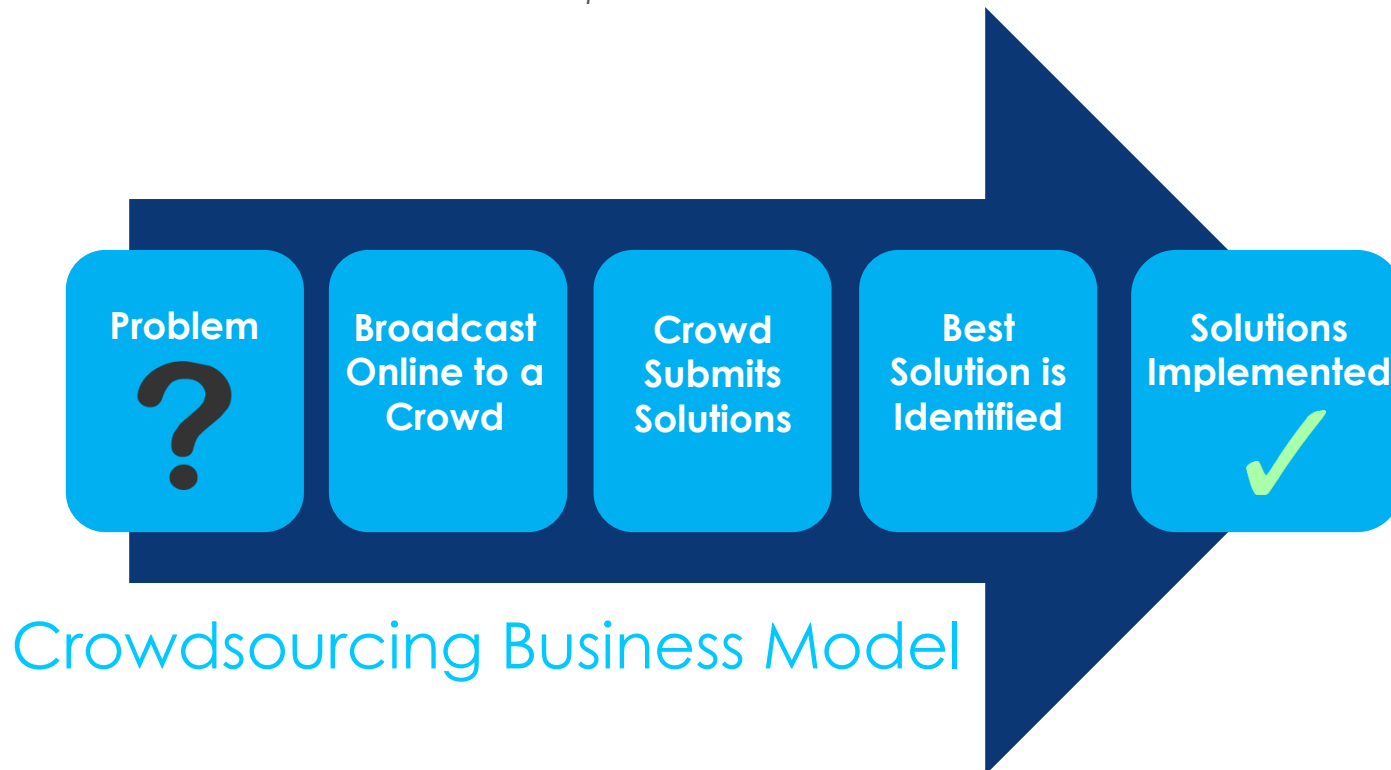 Problem
?
Broadcast
Online to a
Crowd
Crowd
Submits
Solutions
Best
Solution is
Identified
Solutions
Implemented
✓
Crowdsourcing Business Model